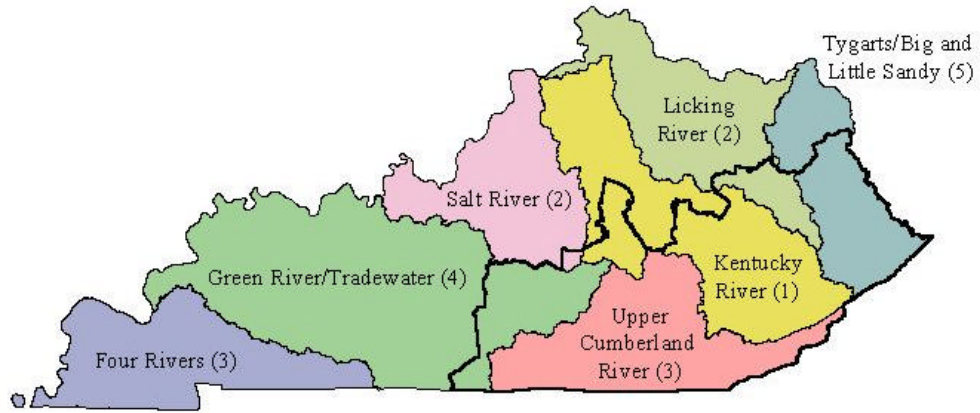 Tygarts/Big and
Little Sandy (5)
Licking
River (2)
Salt River (2)
Green River/Tradewater (4)
Kentucky
River (1)
Upper
Cumberland
River (3)
Four Rivers (3)